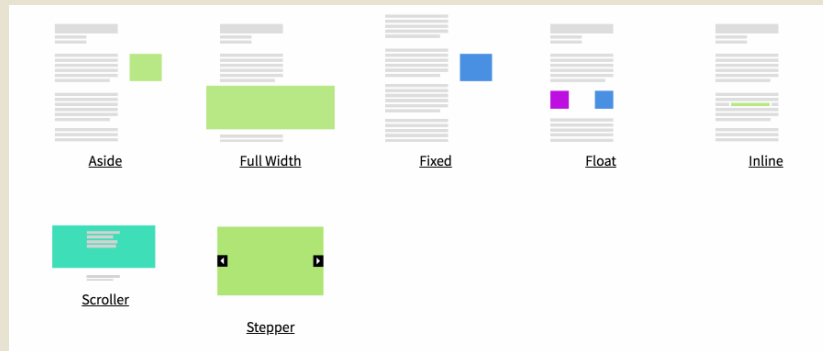 Aside
Full Width
Fixed
Float
Inline
Scroller
Stepper